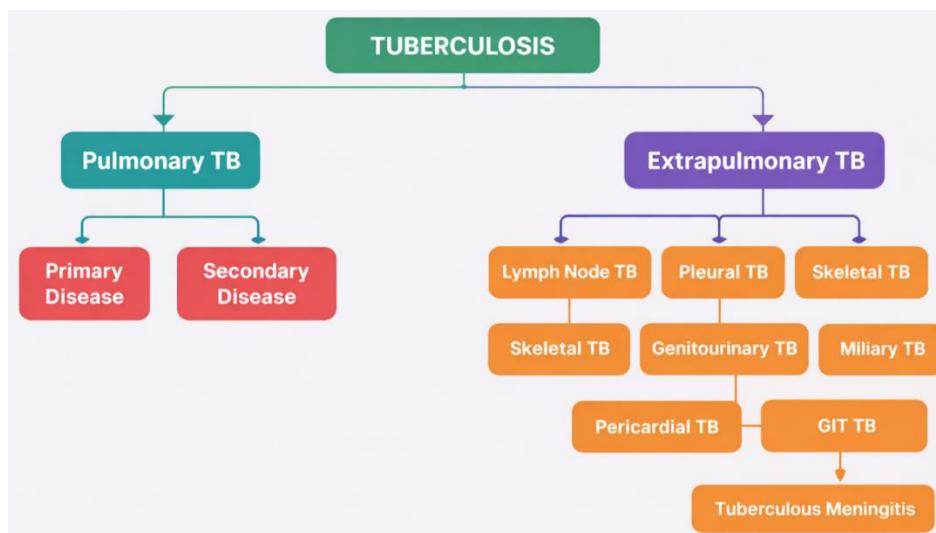 TUBERCULOSIS
Pulmonary TB
Extrapulmonary TB
Primary
Disease
Secondary
Disease
Lymph Node TB
Pleural TB
Skeletal TB
Skeletal TB
Genitourinary TB
Miliary TB
Pericardial TB
GIT TB
Tuberculous Meningitis